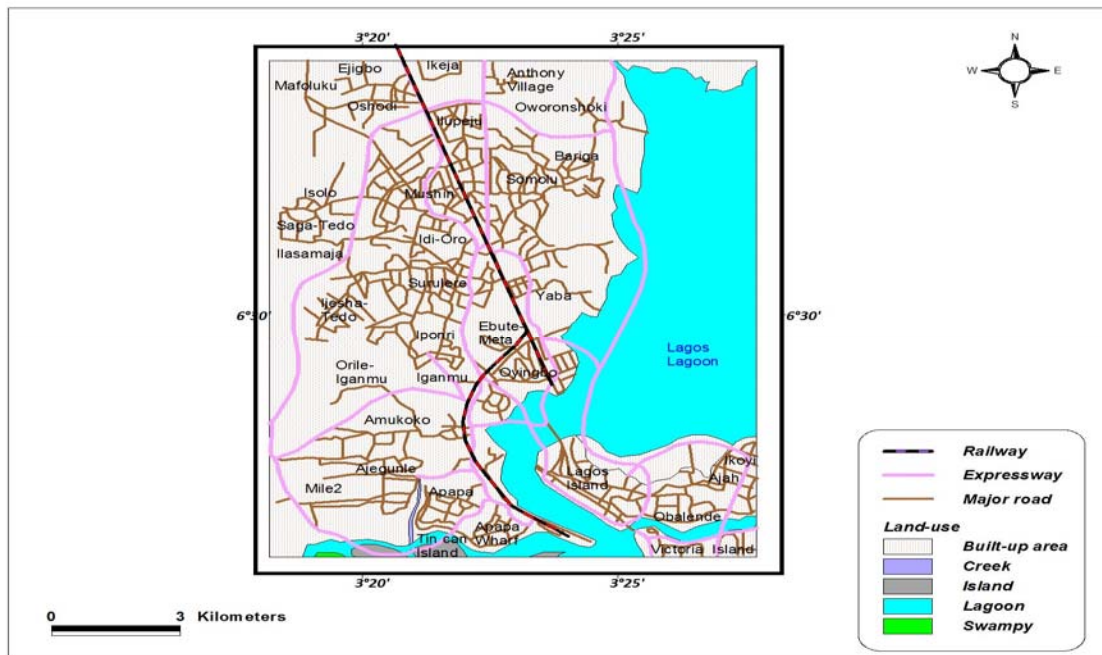 3°20'
3°25'
N
W
E
S
Ejigbo
Ikeja
Mafoluku
Anthony
Village
Oshodi
Oworonshoki
Ilupeju
Bariga
Somolu
Isolo
Mushin
Saga-Tedo
Idi-Oro
Ilasamaja
Surulere
Yaba
Ijesha-
Tedo
6°30'
6°30'
Ebute-
Meta
Iponri
Lagos
Lagoon
Orile-
Iganmu
Iganmu
Oyingbo
Amukoko
Ikoyi
Ajegunle
Lagos
Island
Ajah
Mile2
Apapa
Obalende
Apapa
Wharf
Tin can
Island
Victoria Island
3°20'
3°25'
0
3
Kilometers
Railway
Expressway
Major road
Land-use
Built-up area
Creek
Island
Lagoon
Swampy